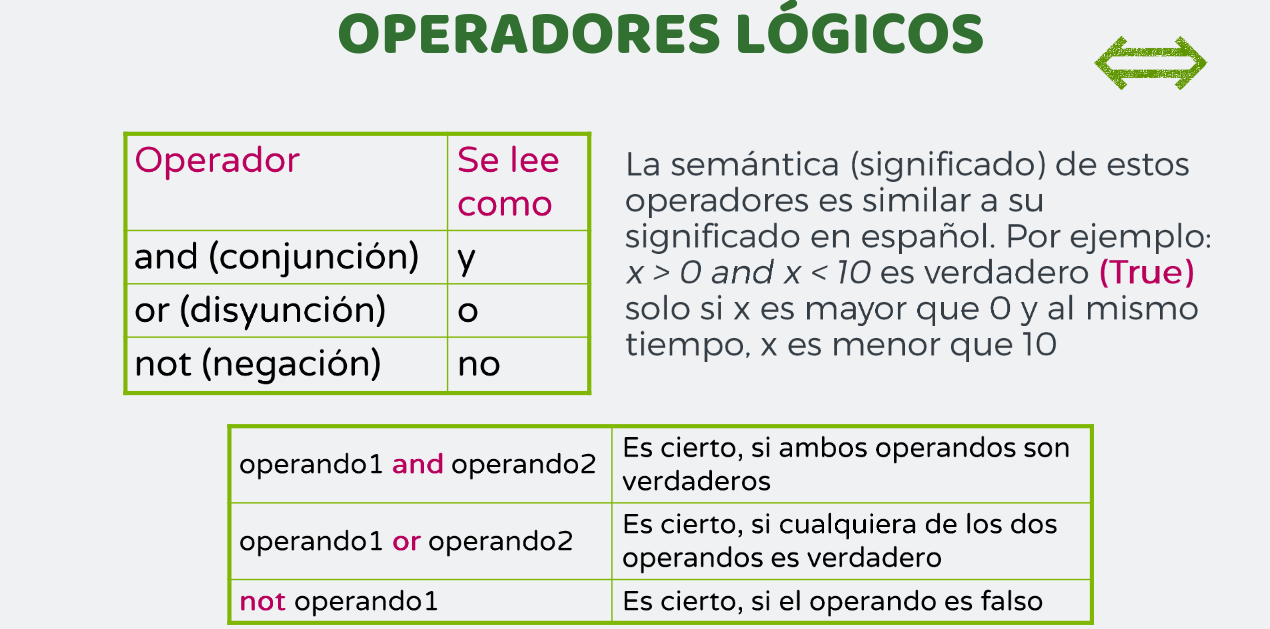 OPERADORES LÓGICOS
Operador
Se lee
como
and (conjunción)
y
or (disyunción)
o
not (negación)
no
La semántica (significado) de estos
operadores es similar a su
significado en español. Por ejemplo:
x > 0 and x < 10 es verdadero (True)
solo si x es mayor que 0 y al mismo
tiempo, x es menor que 10
operando1 and operando2
Es cierto, si ambos operandos son
verdaderos
operando1 or operando2
Es cierto, si cualquiera de los dos
operandos es verdadero
not operando1
Es cierto, si el operando es falso